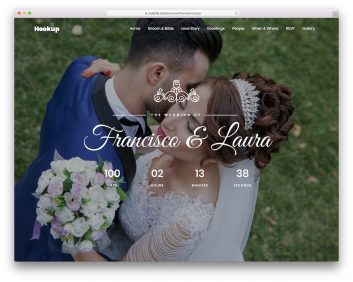 Hookup
Home Groom & Bride Love Story Greetings People When & Where RSVP Gallery
THE WEDDING OF
Francisco & Laura
100 02 13 38
DAYS HOURS MINUTES SECONDS